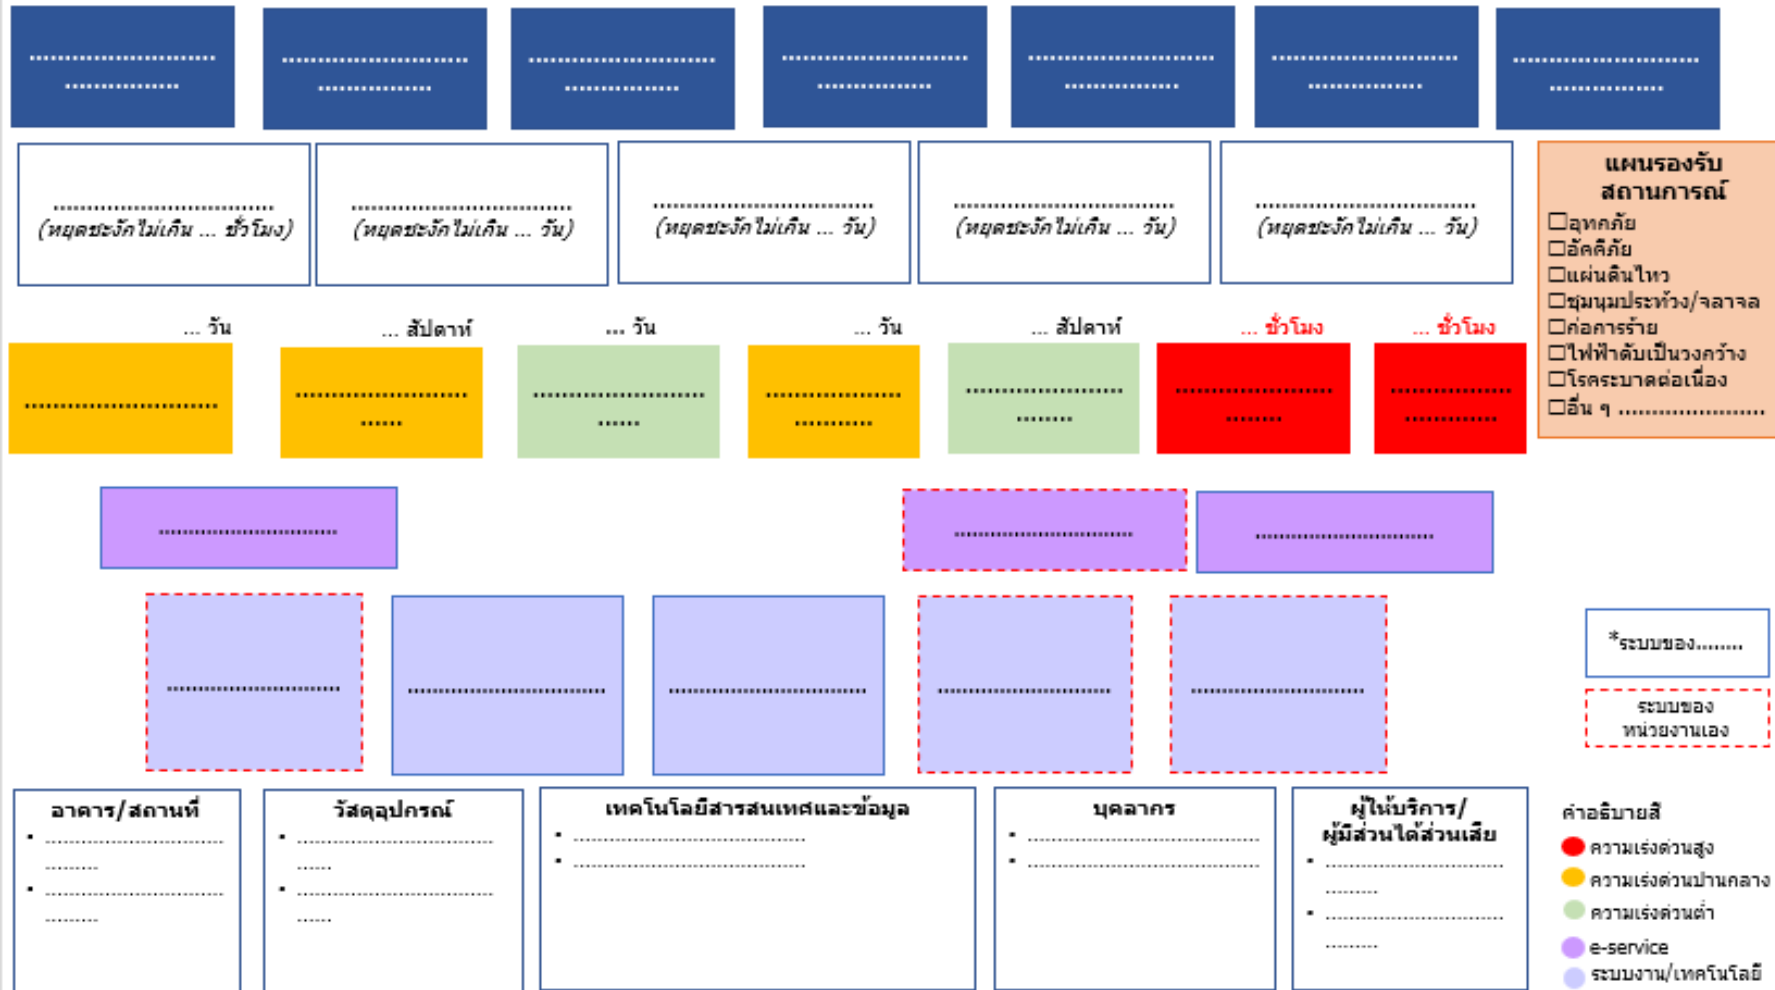 ..........................
................
..........................
................
..........................
................
..........................
................
..........................
................
..........................
................
..........................
................
...............................
(หยุดชะงักไม่เกิน ... ชั่วโมง)
...............................
(หยุดชะงักไม่เกิน ... วัน)
...............................
(หยุดชะงักไม่เกิน ... วัน)
...............................
(หยุดชะงักไม่เกิน ... วัน)
...............................
(หยุดชะงักไม่เกิน ... วัน)
แผนรองรับ
สถานการณ์
☐อุทกภัย
☐อัคคีภัย
☐แผ่นดินไหว
☐ชุมนุมประท้วง/จลาจล
☐ก่อการร้าย
☐ไฟฟ้าดับเป็นวงกว้าง
☐โรคระบาดต่อเนื่อง
☐อื่น ๆ ......................
... วัน
... สัปดาห์
... วัน
... วัน
... สัปดาห์
... ชั่วโมง
... ชั่วโมง
...........................
........................
......
........................
......
...............
...........
......................
........
..................
........
...............
.............
.............................
.............................
.............................
............................
................................
................................
............................
............................
*ระบบของ........
ระบบของ
หน่วยงานเอง
อาคาร/สถานที่
▪ ..............................
.........
▪ ..............................
.........
วัสดุอุปกรณ์
▪ .................................
......
▪ .................................
......
เทคโนโลยีสารสนเทศและข้อมูล
▪ .......................................
▪ .......................................
บุคลากร
▪ .......................................
▪ .......................................
ผู้ให้บริการ/
ผู้มีส่วนได้ส่วนเสีย
▪ ..............................
.........
▪ ..............................
.........
คำอธิบายสี
ความเร่งด่วนสูง
ความเร่งด่วนปานกลาง
ความเร่งด่วนต่ำ
e-service
ระบบงาน/เทคโนโลยี